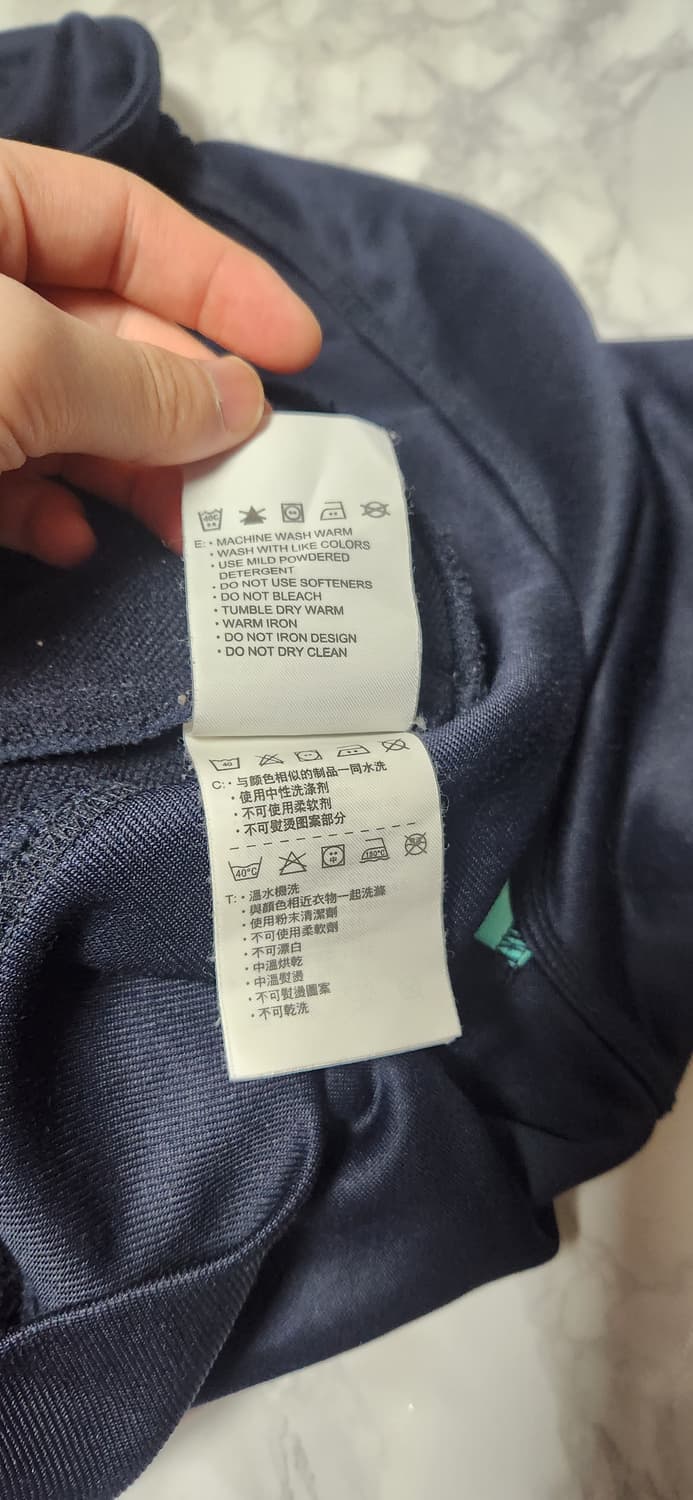 40C
E: • MACHINE WASH WARM
• WASH WITH LIKE COLORS
• USE MILD POWDERED
DETERGENT
• DO NOT USE SOFTENERS
• DO NOT BLEACH
• TUMBLE DRY WARM
• WARM IRON
• DO NOT IRON DESIGN
• DO NOT DRY CLEAN
40
C: • 与颜色相似的制品一同水洗
• 使用中性洗涤剂
• 不可使用柔软剂
• 不可熨烫图案部分
40°C 中 180°C
T: • 溫水機洗
• 與顏色相近衣物一起洗滌
• 使用粉末清潔劑
• 不可使用柔軟劑
• 不可漂白
• 中溫烘乾
• 中溫熨燙
• 不可熨燙圖案
• 不可乾洗